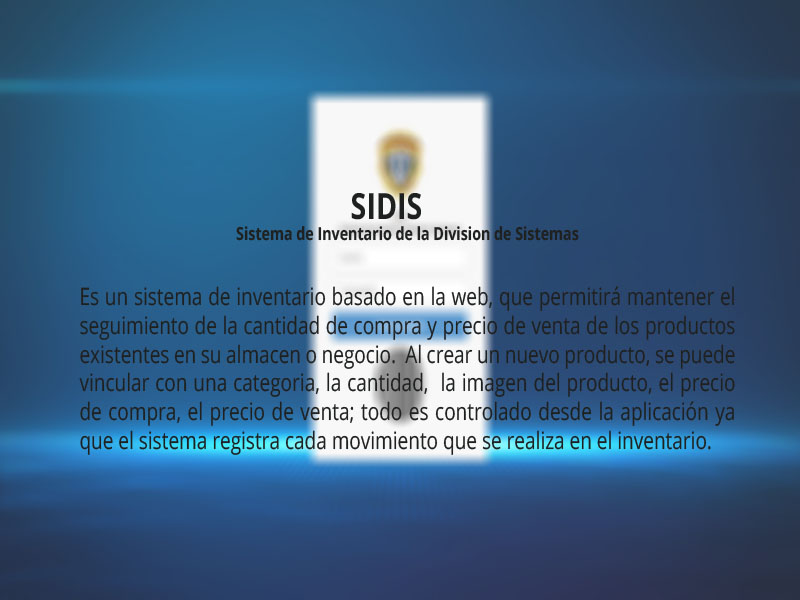 SIDIS
Sistema de Inventario de la Division de Sistemas
Es un sistema de inventario basado en la web, que permitirá mantener el
seguimiento de la cantidad de compra y precio de venta de los productos
existentes en su almacen o negocio.  Al crear un nuevo producto, se puede
vincular con una categoria, la cantidad,  la imagen del producto, el precio
de compra, el precio de venta; todo es controlado desde la aplicación ya
que el sistema registra cada movimiento que se realiza en el inventario.